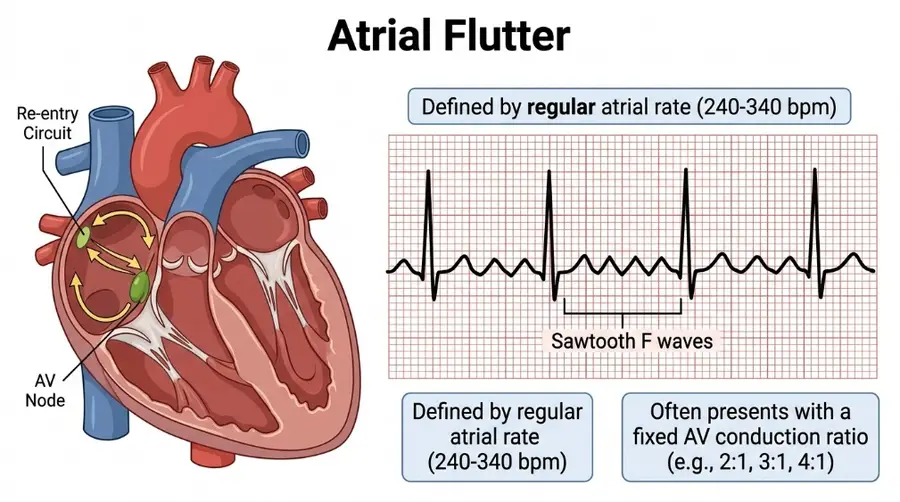 Atrial Flutter
Re-entry
Circuit
AV
Node
Defined by regular atrial rate (240-340 bpm)
Sawtooth F waves
Defined by regular
atrial rate
(240-340 bpm)
Often presents with a
fixed AV conduction ratio
(e.g., 2:1, 3:1, 4:1)